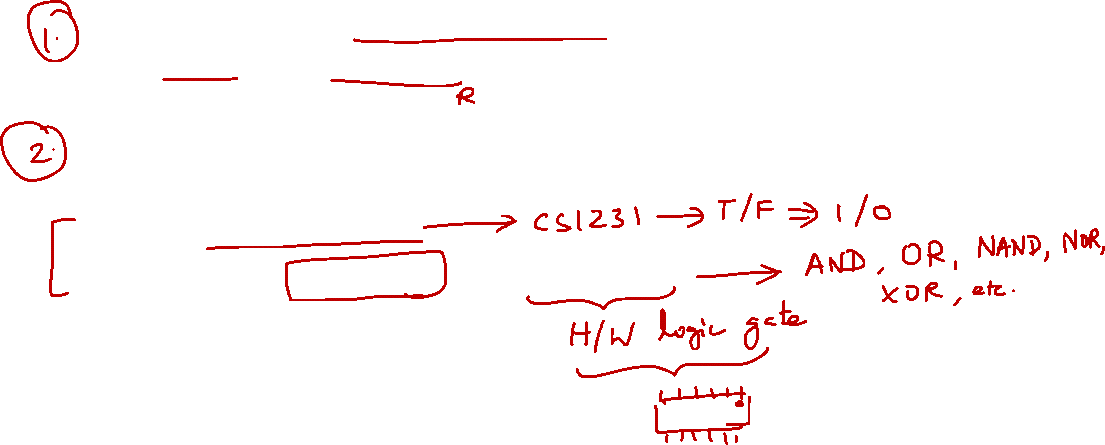 1.
R
2.
CS1231 → T/F ⇒ 1/0
→ AND, OR, NAND, NOR,
XOR, etc.
H/W logic gate